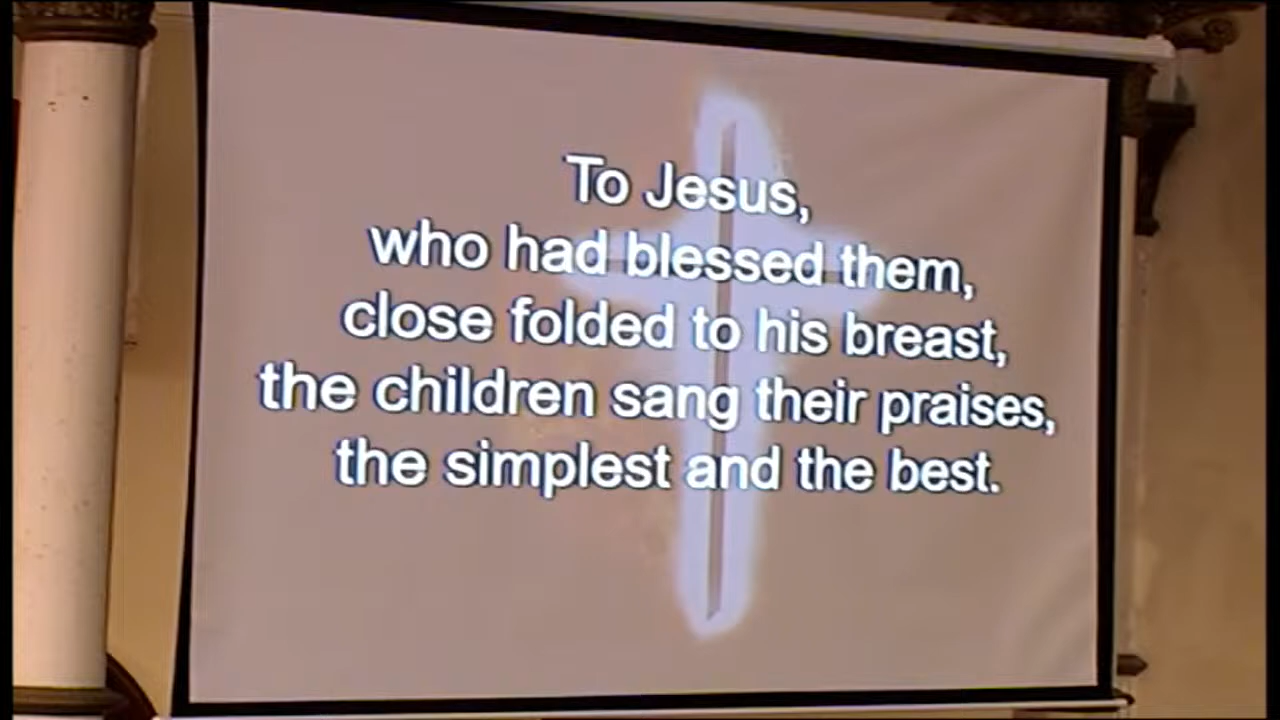 To Jesus,
who had blessed them,
close folded to his breast,
the children sang their praises,
the simplest and the best.